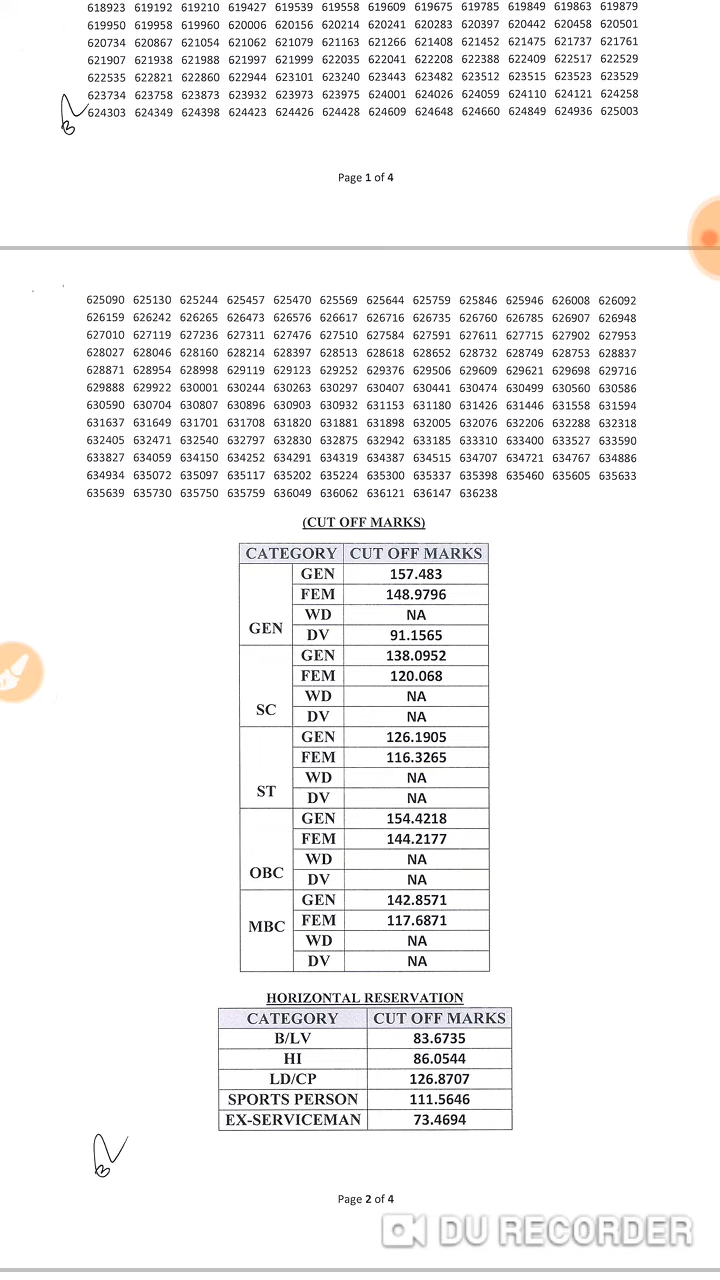 618923 619192 619210 619427 619539 619558 619609 619675 619785 619849 619863 619879
619950 619958 619960 620006 620156 620214 620241 620283 620397 620442 620458 620501
620734 620867 621054 621062 621079 621163 621266 621408 621452 621475 621737 621761
621907 621938 621988 621997 621999 622035 622041 622208 622388 622409 622517 622529
622535 622821 622860 622944 623101 623240 623443 623482 623512 623515 623523 623529
623734 623758 623873 623932 623973 623975 624001 624026 624059 624110 624121 624258
624303 624349 624398 624423 624426 624428 624609 624648 624660 624849 624936 625003
Page 1 of 4
625090 625130 625244 625457 625470 625569 625644 625759 625846 625946 626008 626092
626159 626242 626265 626473 626576 626617 626716 626735 626760 626785 626907 626948
627010 627119 627236 627311 627476 627510 627584 627591 627611 627715 627902 627953
628027 628046 628160 628214 628397 628513 628618 628652 628732 628749 628753 628837
628871 628954 628998 629119 629123 629252 629376 629506 629609 629621 629698 629716
629888 629922 630001 630244 630263 630297 630407 630441 630474 630499 630560 630586
630590 630704 630807 630896 630903 630932 631153 631180 631426 631446 631558 631594
631637 631649 631701 631708 631820 631881 631898 632005 632076 632206 632288 632318
632405 632471 632540 632797 632830 632875 632942 633185 633310 633400 633527 633590
633827 634059 634150 634252 634291 634319 634387 634515 634707 634721 634767 634886
634934 635072 635097 635117 635202 635224 635300 635337 635398 635460 635605 635633
635639 635730 635750 635759 636049 636062 636121 636147 636238
(CUT OFF MARKS)
CATEGORY CUT OFF MARKS
GEN 157.483
FEM 148.9796
WD NA
GEN DV 91.1565
GEN 138.0952
FEM 120.068
WD NA
SC DV NA
GEN 126.1905
FEM 116.3265
WD NA
ST DV NA
GEN 154.4218
FEM 144.2177
WD NA
OBC DV NA
GEN 142.8571
MBC FEM 117.6871
WD NA
DV NA
HORIZONTAL RESERVATION
CATEGORY CUT OFF MARKS
B/LV 83.6735
HI 86.0544
LD/CP 126.8707
SPORTS PERSON 111.5646
EX-SERVICEMAN 73.4694
Page 2 of 4
DU RECORDER